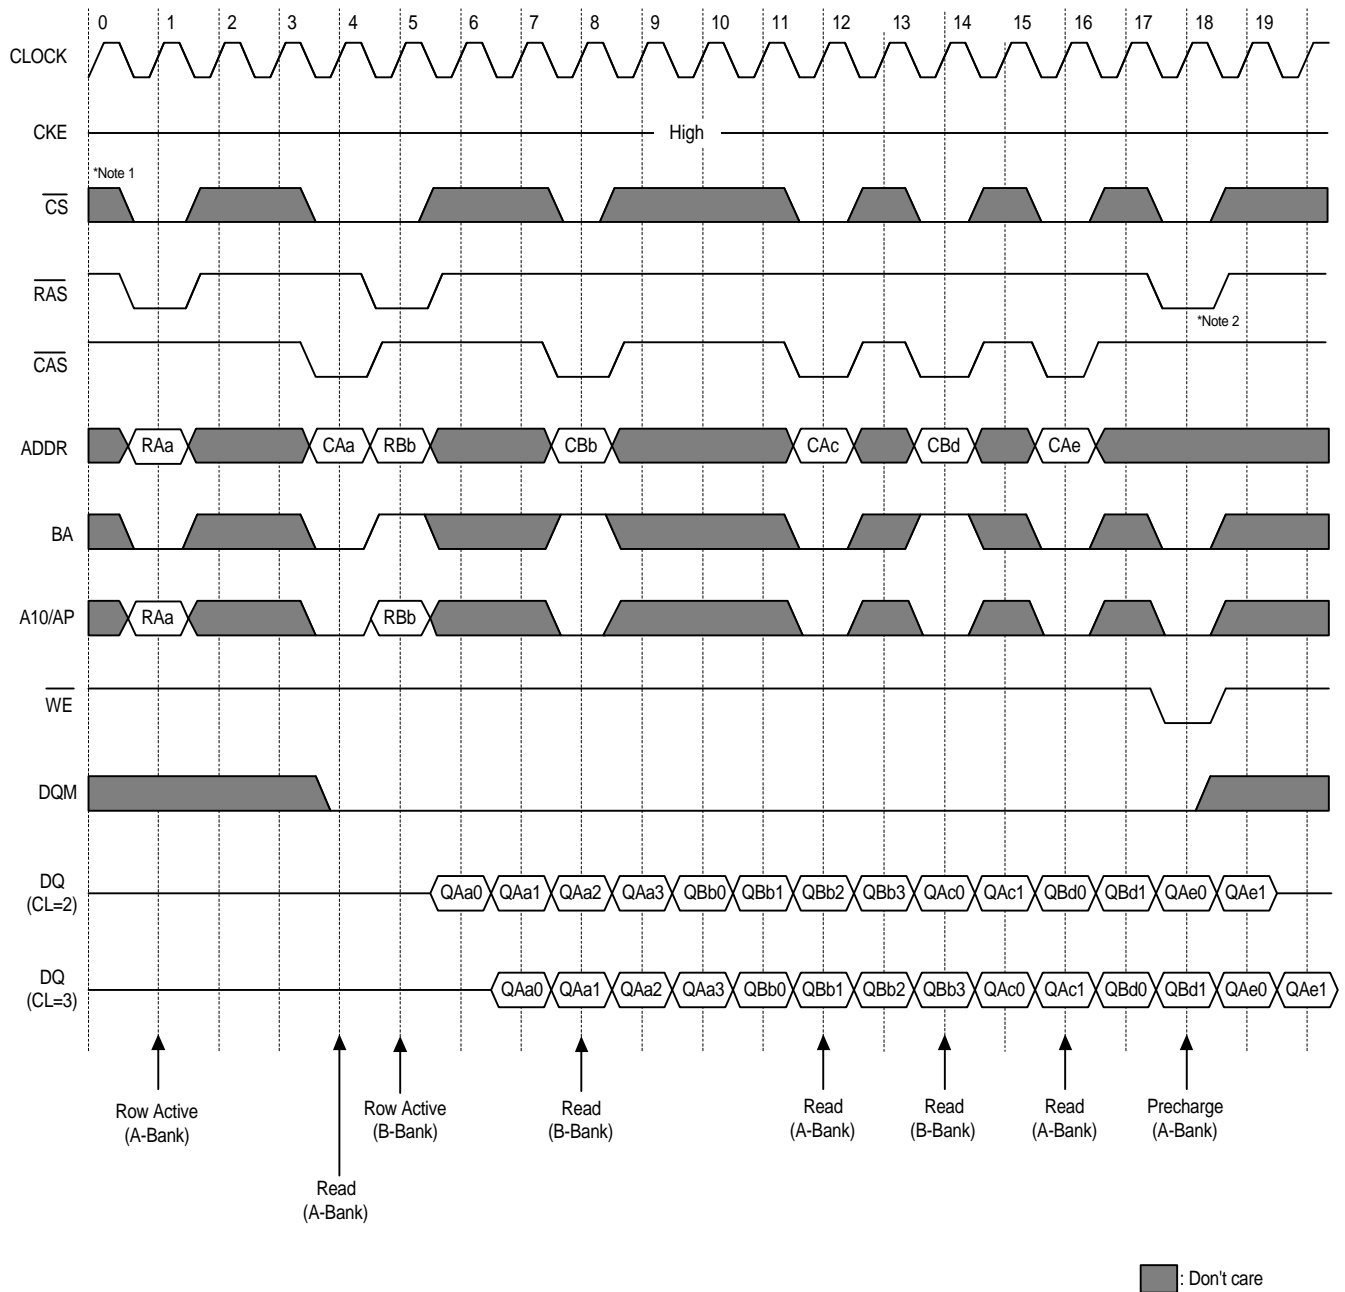 0 1 2 3 4 5 6 7 8 9 10 11 12 13 14 15 16 17 18 19
CLOCK
CKE High
*Note 1
CS
RAS
*Note 2
CAS
ADDR RAa CAa RBb CBb CAc CBd CAe
BA
A10/AP RAa RBb
WE
DQM
DQ
(CL=2) QAa0 QAa1 QAa2 QAa3 QBb0 QBb1 QBb2 QBb3 QAc0 QAc1 QBd0 QBd1 QAe0 QAe1
DQ
(CL=3) QAa0 QAa1 QAa2 QAa3 QBb0 QBb1 QBb2 QBb3 QAc0 QAc1 QBd0 QBd1 QAe0 QAe1
Row Active
(A-Bank)
Row Active
(B-Bank)
Read
(B-Bank)
Read
(A-Bank)
Read
(B-Bank)
Read
(A-Bank)
Precharge
(A-Bank)
Read
(A-Bank)
: Don't care